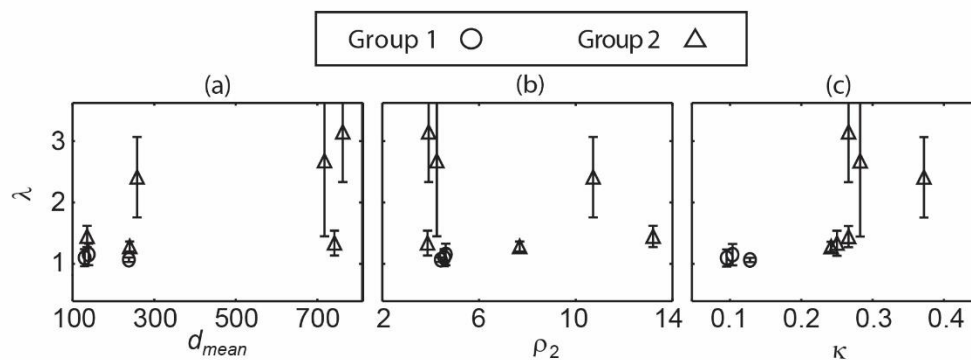 Group 1 Group 2
(a) (b) (c)
λ
3
2
1
100 300 500 700
2 6 10 14
0.1 0.2 0.3 0.4
d_mean ρ₂ κ